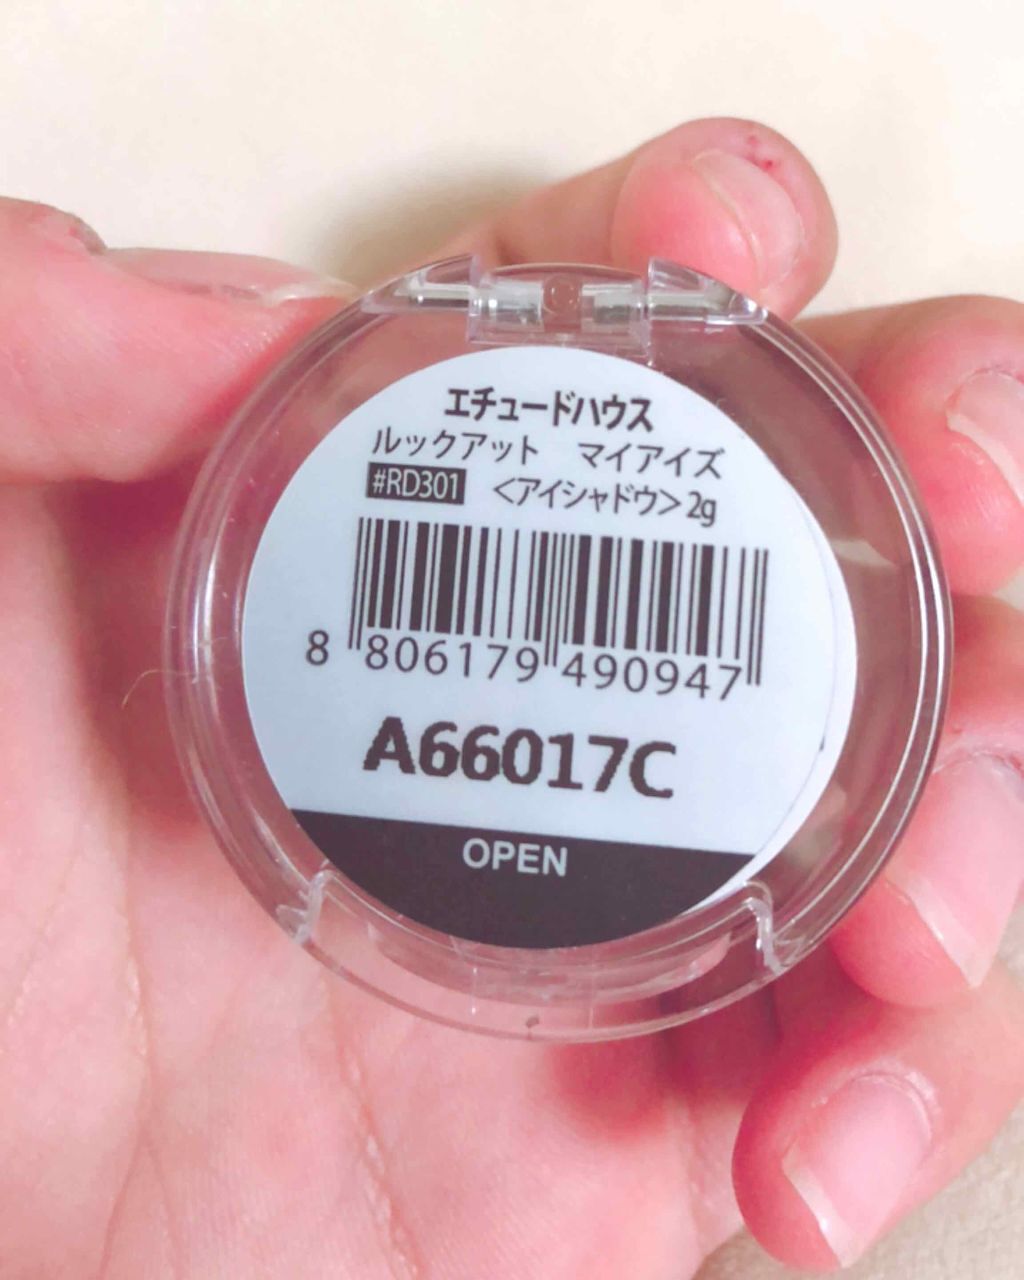 エチュードハウス
ルックアット　マイアイズ
#RD301 <アイシャドウ> 2g
8 806179 490947
A66017C
OPEN